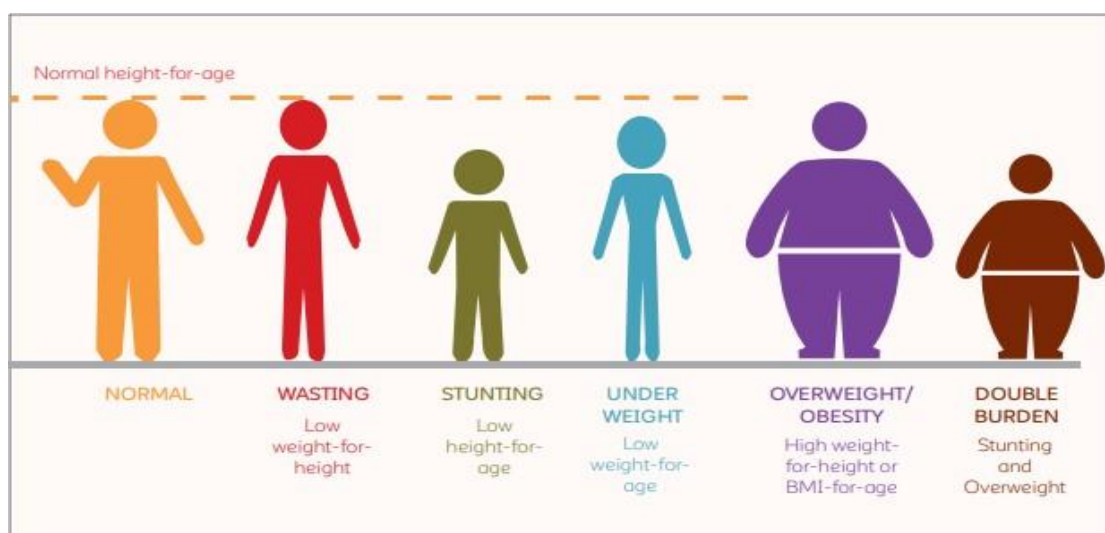 Normal height-for-age
NORMAL
WASTING
Low
weight-for-
height
STUNTING
Low
height-for-
age
UNDER
WEIGHT
Low
weight-for-
age
OVERWEIGHT/
OBESITY
High weight-
for-height or
BMI-for-age
DOUBLE
BURDEN
Stunting
and
Overweight